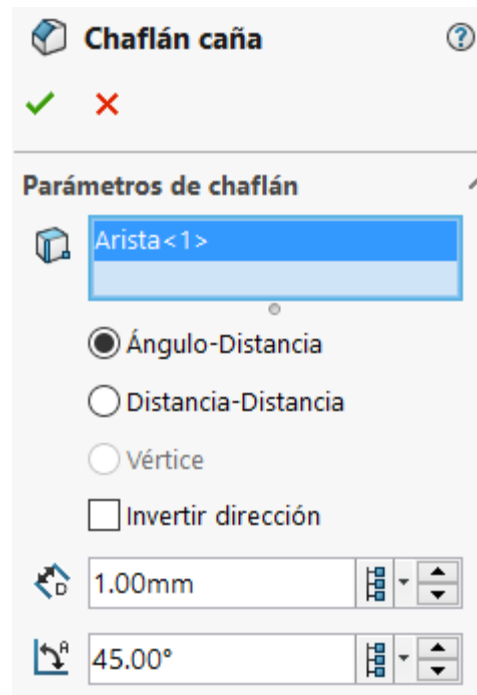 Chaflán caña
Parámetros de chaflán
Arista<1>
Ángulo-Distancia
Distancia-Distancia
Vértice
Invertir dirección
D
1.00mm
A
45.00°